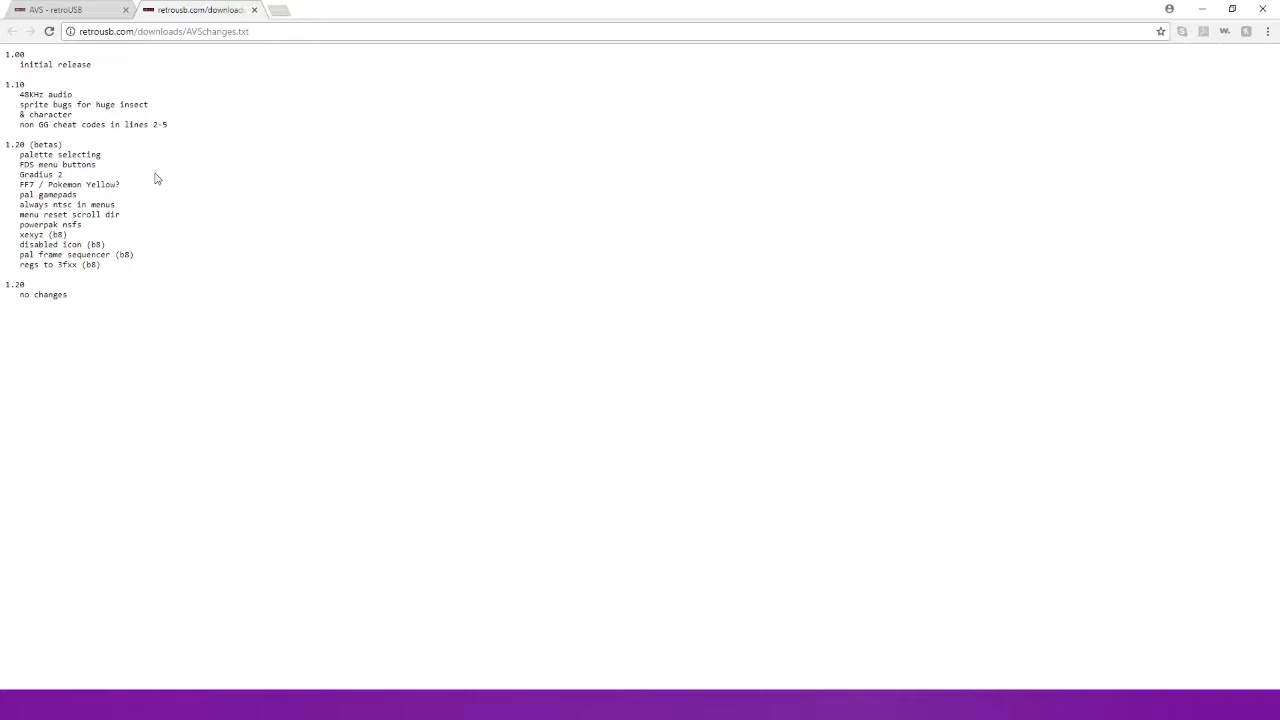 AVS - retroUSB
retrousb.com/downloads
retrousb.com/downloads/AVSchanges.txt
1.00
initial release
1.10
48KHz audio
sprite bugs for huge insect
& character
non GG cheat codes in lines 2-5
1.20 (betas)
palette selecting
FDS menu buttons
Gradius 2
FF7 / Pokemon Yellow?
pal gamepads
always ntsc in menus
menu reset scroll dir
powerpak nsfs
xexyz (b8)
disabled icon (b8)
pal frame sequencer (b8)
regs to 3fxx (b8)
1.20
no changes